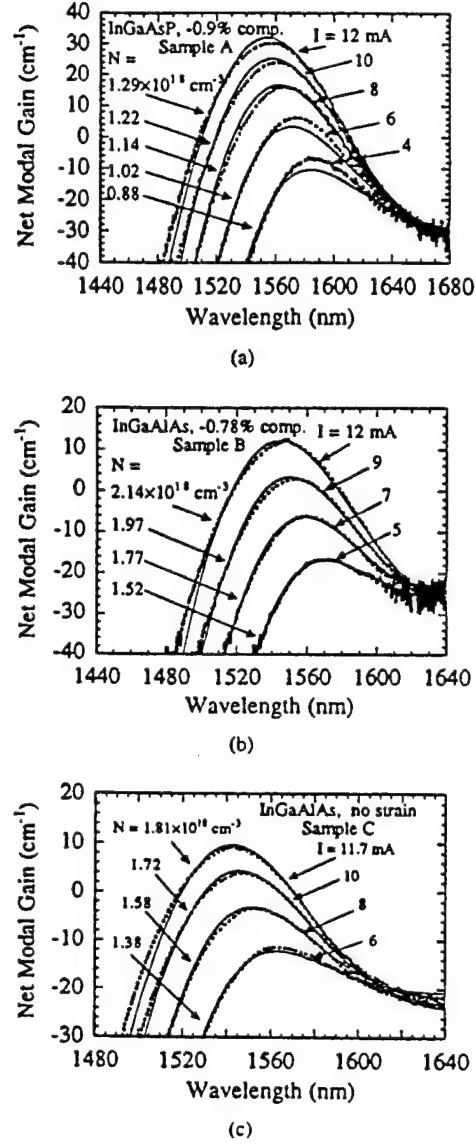 InGaAsP, -0.9% comp.
Sample A
N =
1.29×10¹⁸ cm⁻³
1.22
1.14
1.02
0.88
I = 12 mA
10
8
6
4
Net Modal Gain (cm⁻¹)
40
30
20
10
0
-10
-20
-30
-40
1440 1480 1520 1560 1600 1640 1680
Wavelength (nm)
(a)
InGaAlAs, -0.78% comp.
Sample B
N =
2.14×10¹⁸ cm⁻³
1.97
1.77
1.52
I = 12 mA
9
7
5
Net Modal Gain (cm⁻¹)
20
10
0
-10
-20
-30
-40
1440 1480 1520 1560 1600 1640
Wavelength (nm)
(b)
InGaAlAs, no strain
Sample C
N = 1.81×10¹⁸ cm⁻³
1.72
1.58
1.38
I = 11.7 mA
10
8
6
Net Modal Gain (cm⁻¹)
20
10
0
-10
-20
-30
1480 1520 1560 1600 1640
Wavelength (nm)
(c)